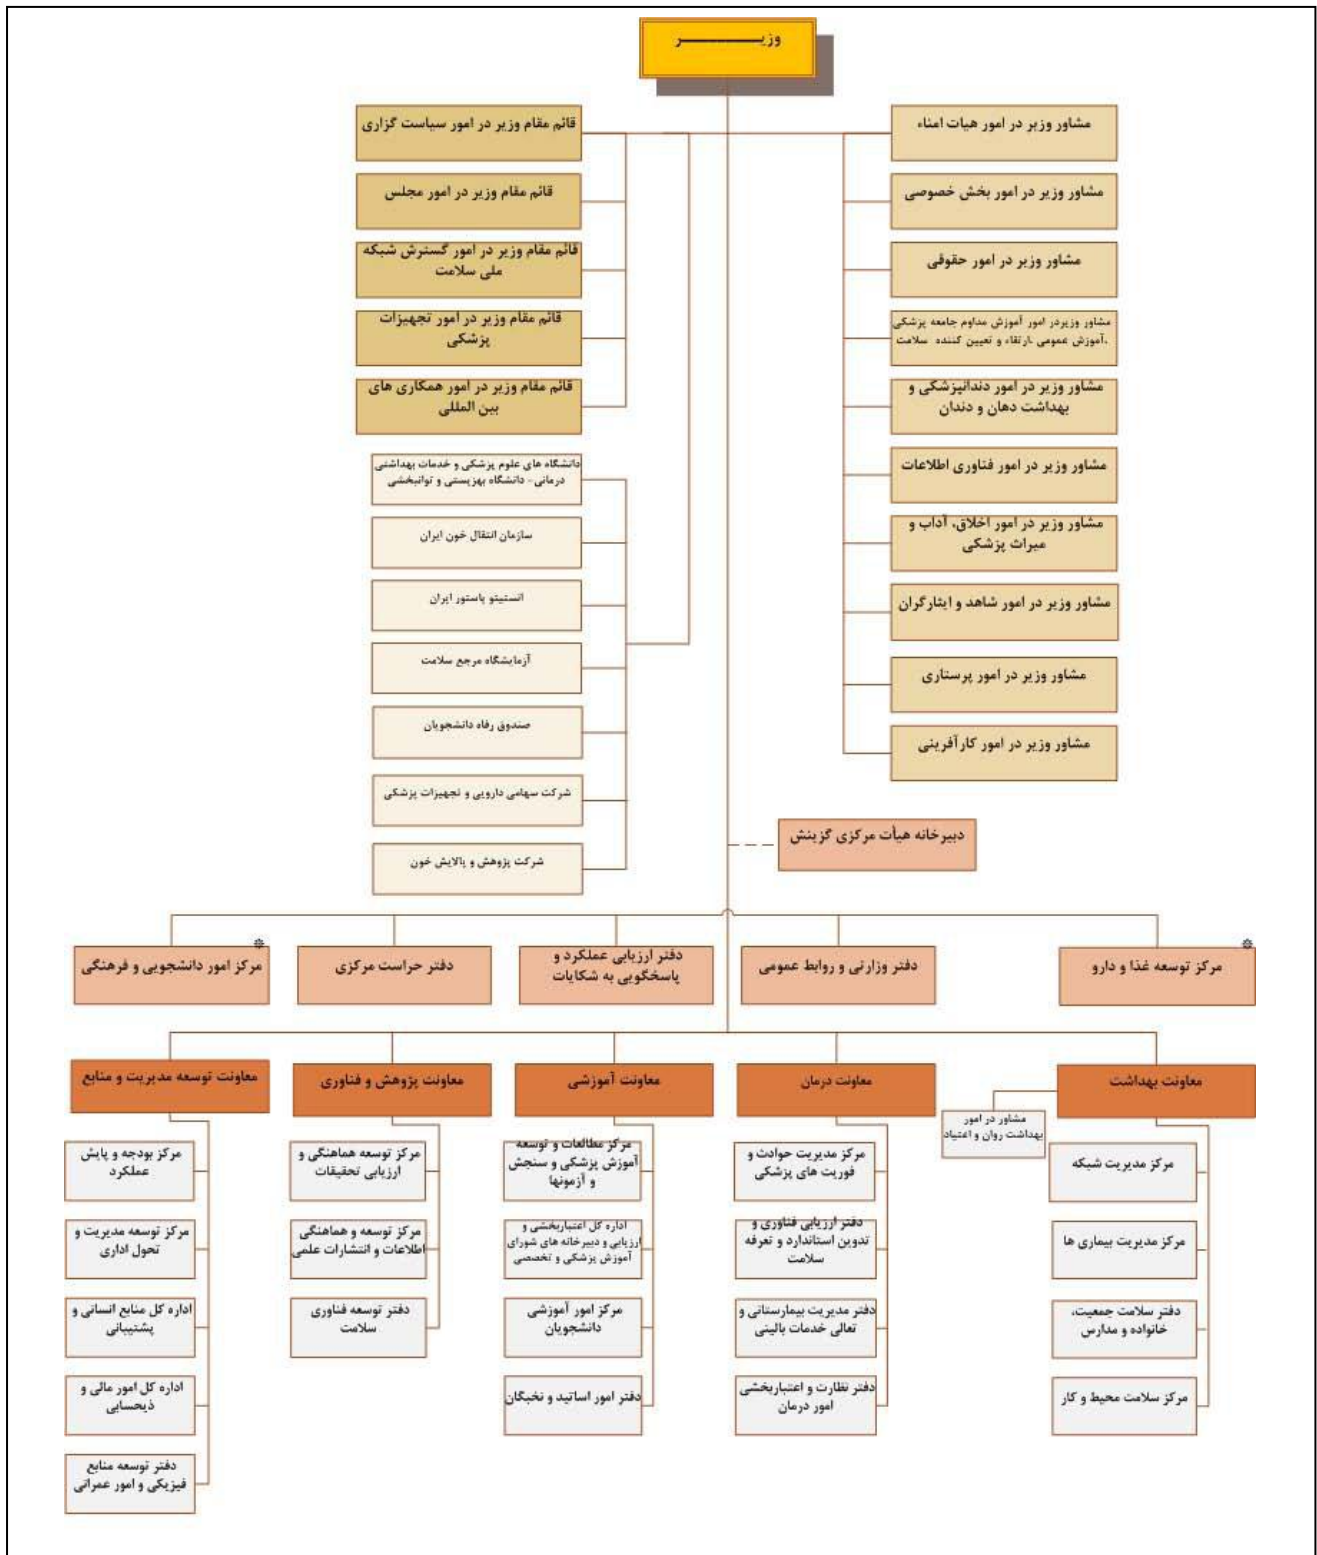 وزیـــــــــــر
مشاور وزیر در امور هیات امناء
مشاور وزیر در امور بخش خصوصی
مشاور وزیر در امور حقوقی
مشاور وزیردر امور آموزش مداوم جامعه پزشکی
،آموزش عمومی ،ارتقاء و تعیین کننده سلامت
مشاور وزیر در امور دندانپزشکی و
بهداشت دهان و دندان
مشاور وزیر در امور فناوری اطلاعات
مشاور وزیر در امور اخلاق، آداب و
میراث پزشکی
مشاور وزیر در امور شاهد و ایثارگران
مشاور وزیر در امور پرستاری
مشاور وزیر در امور کارآفرینی
قائم مقام وزیر در امور سیاست گزاری
قائم مقام وزیر در امور مجلس
قائم مقام وزیر در امور گسترش شبکه
ملی سلامت
قائم مقام وزیر در امور تجهیزات
پزشکی
قائم مقام وزیر در امور همکاری های
بین المللی
دانشگاه های علوم پزشکی و خدمات بهداشتی
درمانی- دانشگاه بهزیستی و توانبخشی
سازمان انتقال خون ایران
انستیتو پاستور ایران
آزمایشگاه مرجع سلامت
صندوق رفاه دانشجویان
شرکت سهامی دارویی و تجهیزات پزشکی
شرکت پژوهش و پالایش خون
دبیرخانه هیأت مرکزی گزینش
مرکز توسعه غذا و دارو
دفتر وزارتی و روابط عمومی
دفتر ارزیابی عملکرد و
پاسخگویی به شکایات
دفتر حراست مرکزی
مرکز امور دانشجویی و فرهنگی
معاونت بهداشت
مشاور در امور
بهداشت روان و اعتیاد
مرکز مدیریت شبکه
مرکز مدیریت بیماری ها
دفتر سلامت جمعیت،
خانواده و مدارس
مرکز سلامت محیط و کار
معاونت درمان
مرکز مدیریت حوادث و
فوریت های پزشکی
دفتر ارزیابی فناوری و
تدوین استاندارد و تعرفه
سلامت
دفتر مدیریت بیمارستانی و
تعالی خدمات بالینی
دفتر نظارت و اعتباربخشی
امور درمان
معاونت آموزشی
مرکز مطالعات و توسعه
آموزش پزشکی و سنجش
و آزمونها
اداره کل اعتباربخشی و
ارزیابی و دبیرخانه های شورای
آموزش پزشکی و تخصصی
مرکز امور آموزشی
دانشجویان
دفتر امور اساتید و نخبگان
معاونت پژوهش و فناوری
مرکز توسعه هماهنگی و
ارزیابی تحقیقات
مرکز توسعه و هماهنگی
اطلاعات و انتشارات علمی
دفتر توسعه فناوری
سلامت
معاونت توسعه مدیریت و منابع
مرکز بودجه و پایش
عملکرد
مرکز توسعه مدیریت و
تحول اداری
اداره کل منابع انسانی و
پشتیبانی
اداره کل امور مالی و
ذیحسابی
دفتر توسعه منابع
فیزیکی و امور عمرانی